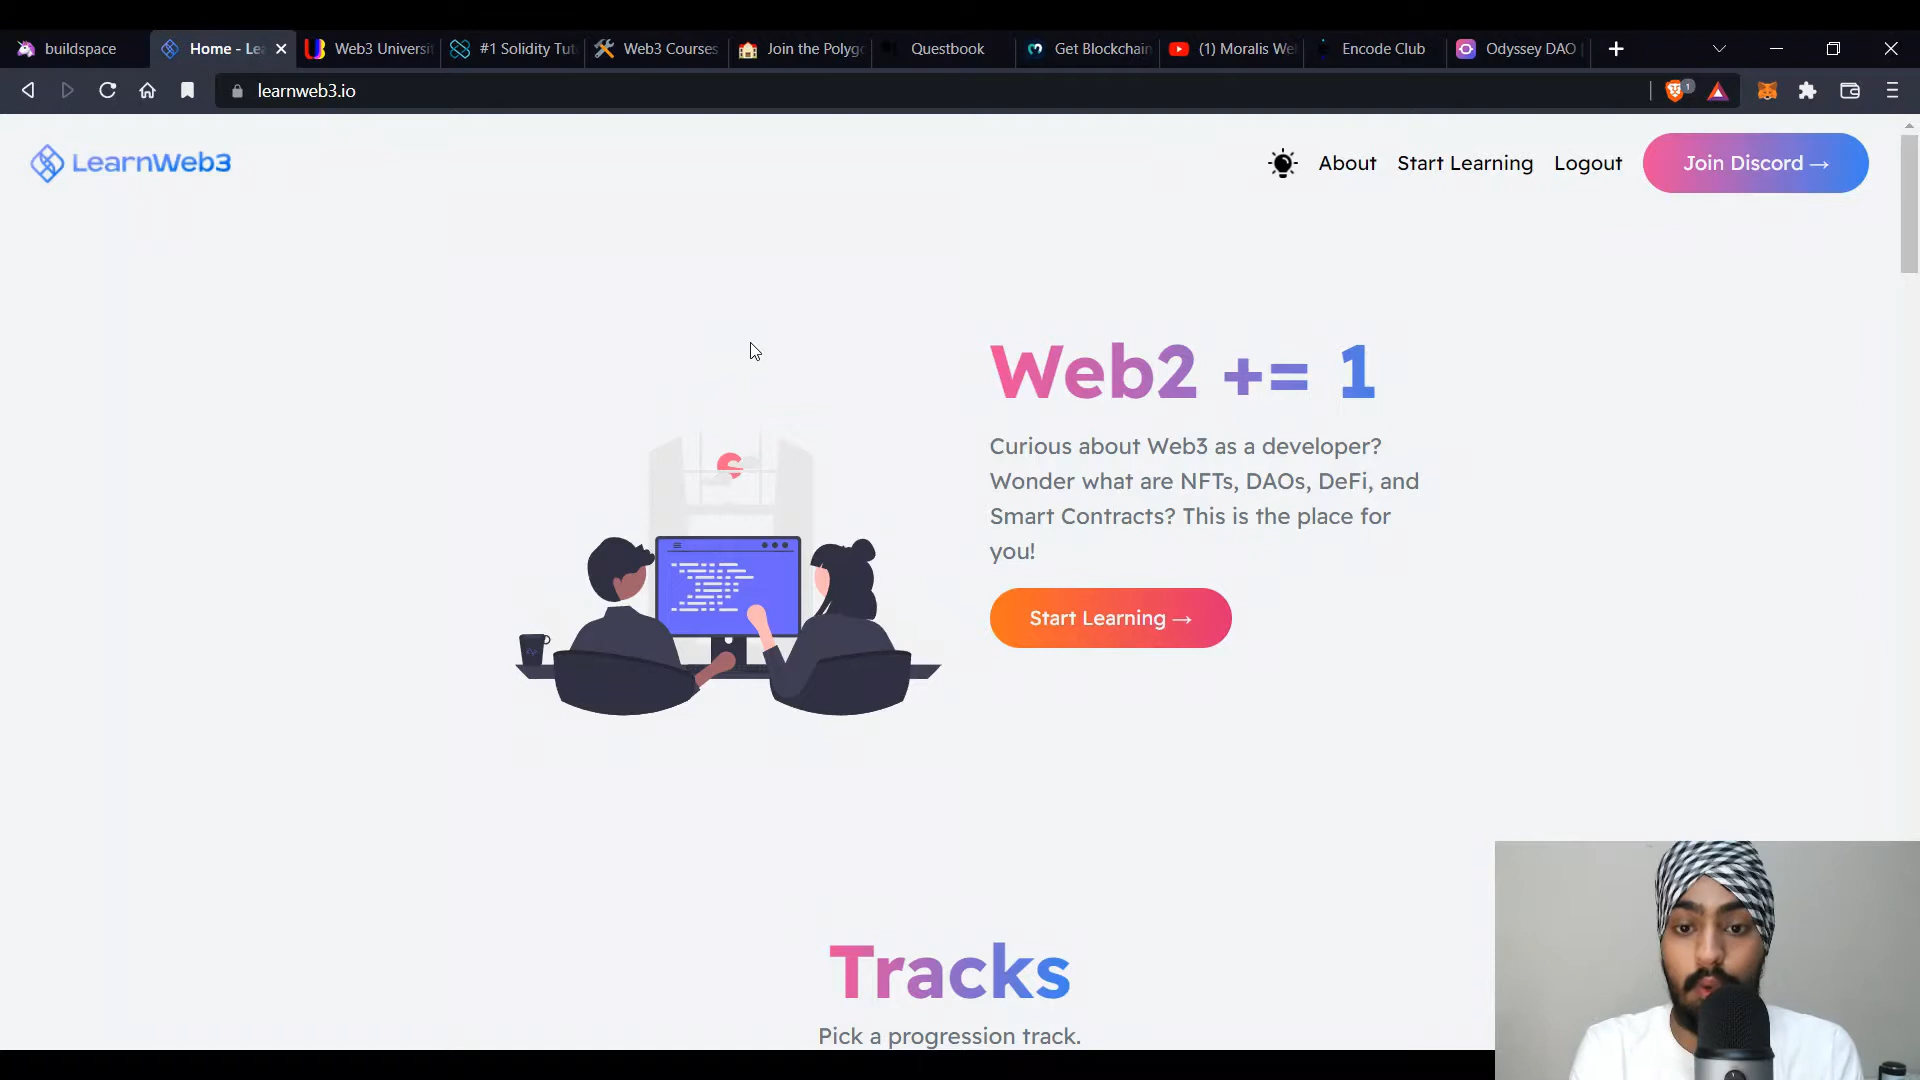 buildspace
Home - Le
Web3 Universi
#1 Solidity Tut
Web3 Courses
Join the Polyg
Questbook
Get Blockchain
(1) Moralis We
Encode Club
Odyssey DAO
learnweb3.io
1
LearnWeb3
About
Start Learning
Logout
Join Discord →
Web2 += 1
Curious about Web3 as a developer?
Wonder what are NFTs, DAOs, DeFi, and
Smart Contracts? This is the place for
you!
Start Learning →
Tracks
Pick a progression track.